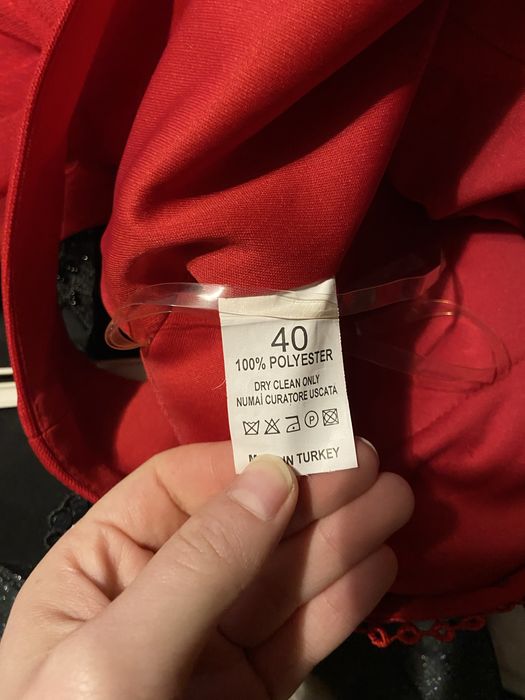 40
100% POLYESTER
DRY CLEAN ONLY
NUMAİ CURATORE USCATA
P
IN TURKEY